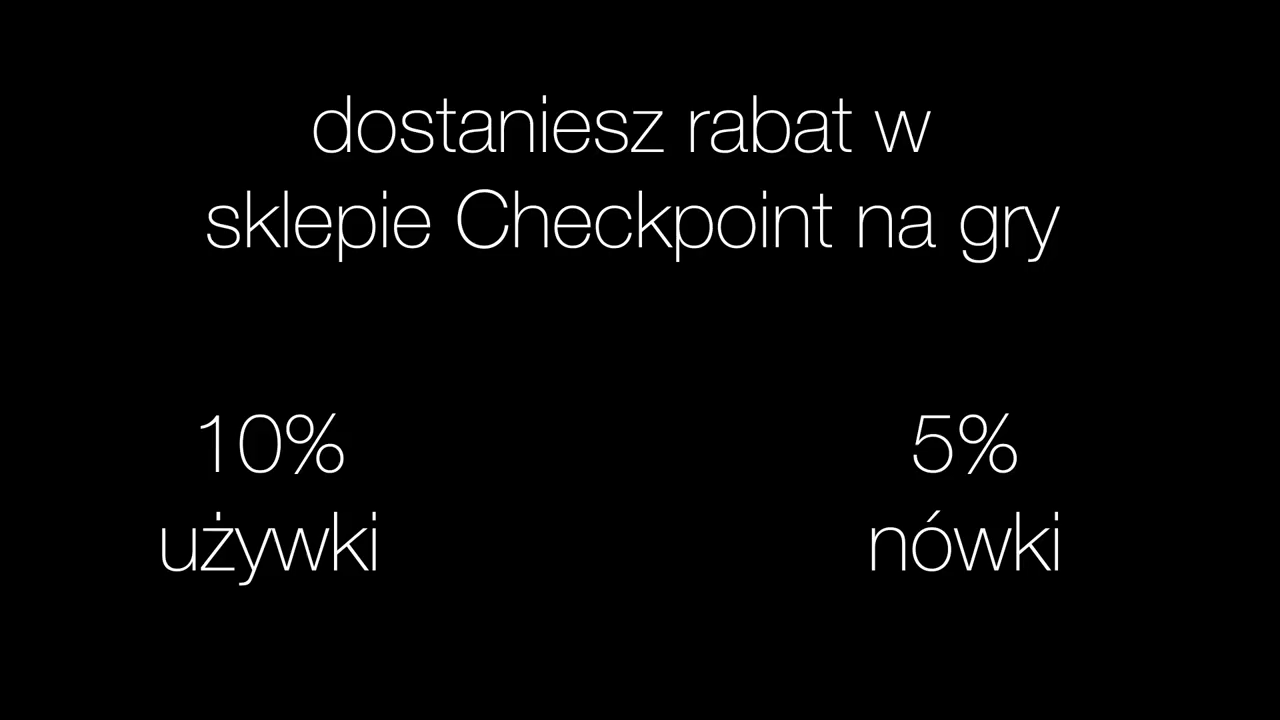 dostaniesz rabat w
sklepie Checkpoint na gry
10%
używki
5%
nówki